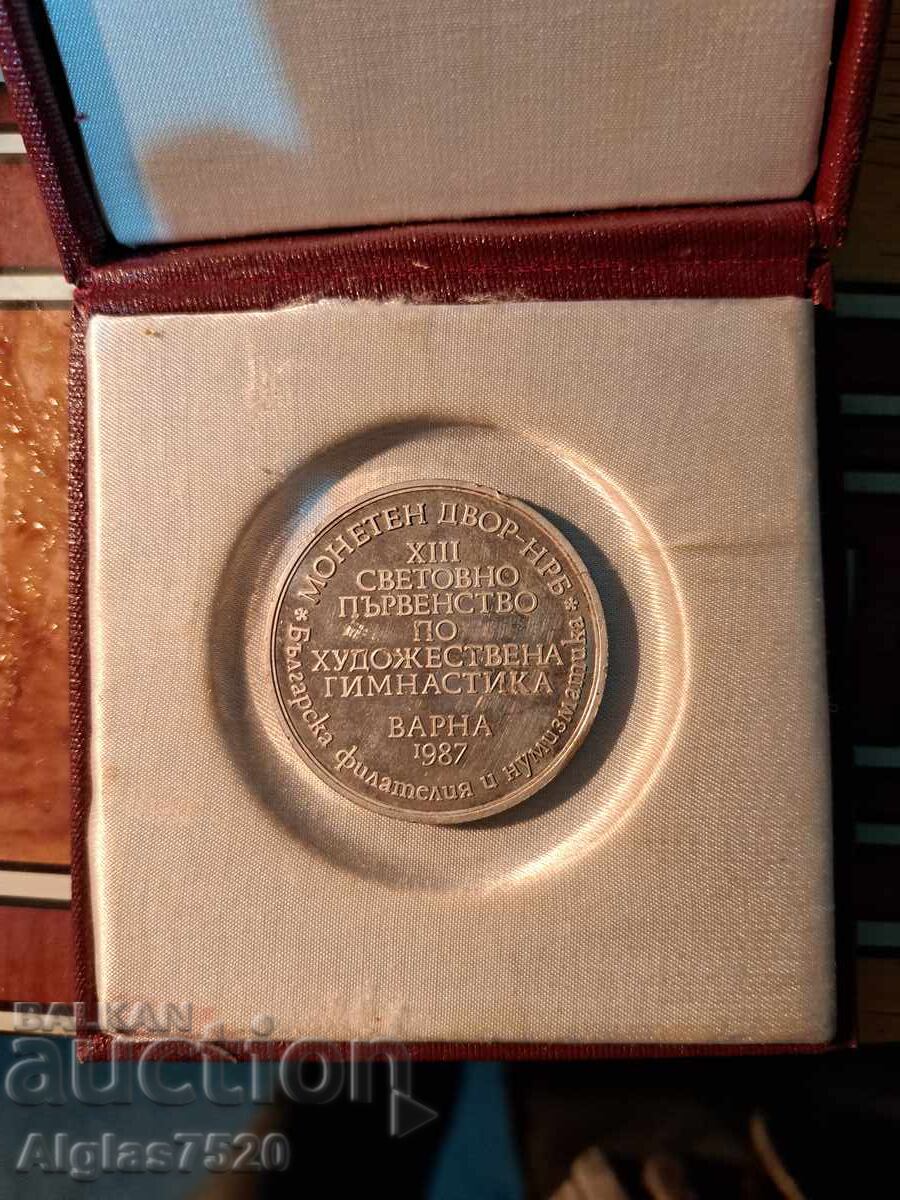 * МОНЕТЕН ДВОР-НРБ *
XIII
СВЕТОВНО
ПЪРВЕНСТВО
ПО
ХУДОЖЕСТВЕНА
ГИМНАСТИКА
ВАРНА
1987
Българска филателия и нумизматика
BALKAN
auction
Alglas7520